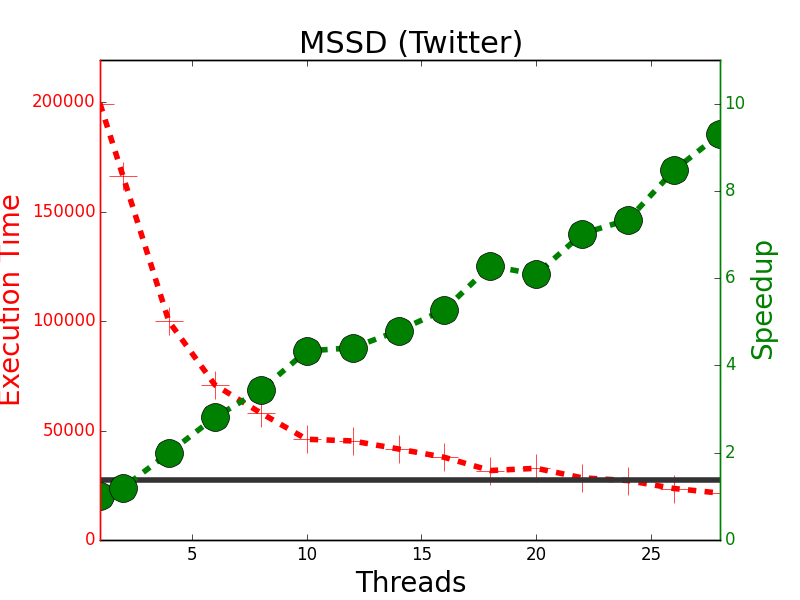 MSSD (Twitter)
200000
150000
100000
50000
0
Execution Time
10
8
6
4
2
0
Speedup
5 10 15 20 25
Threads